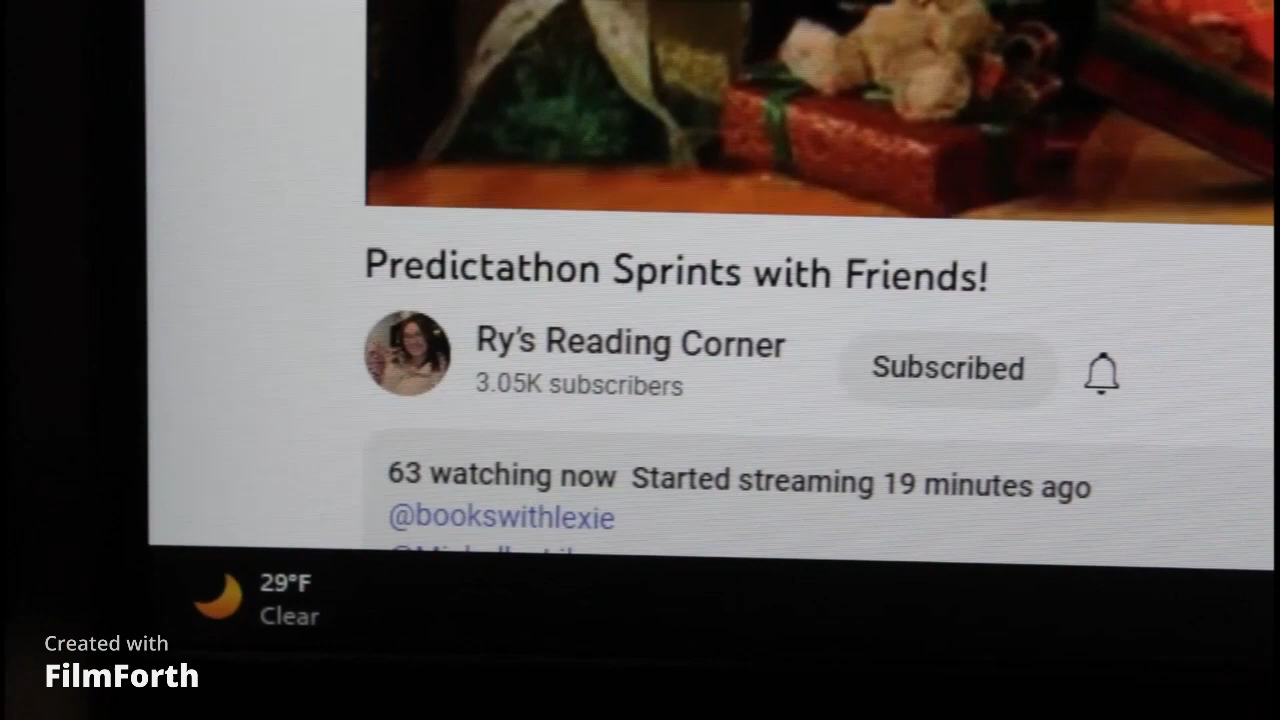 Predictathon Sprints with Friends!
Ry's Reading Corner
Subscribed
3.05K subscribers
63 watching now Started streaming 19 minutes ago
@bookswithlexie
29°F
Clear
Created with
FilmForth